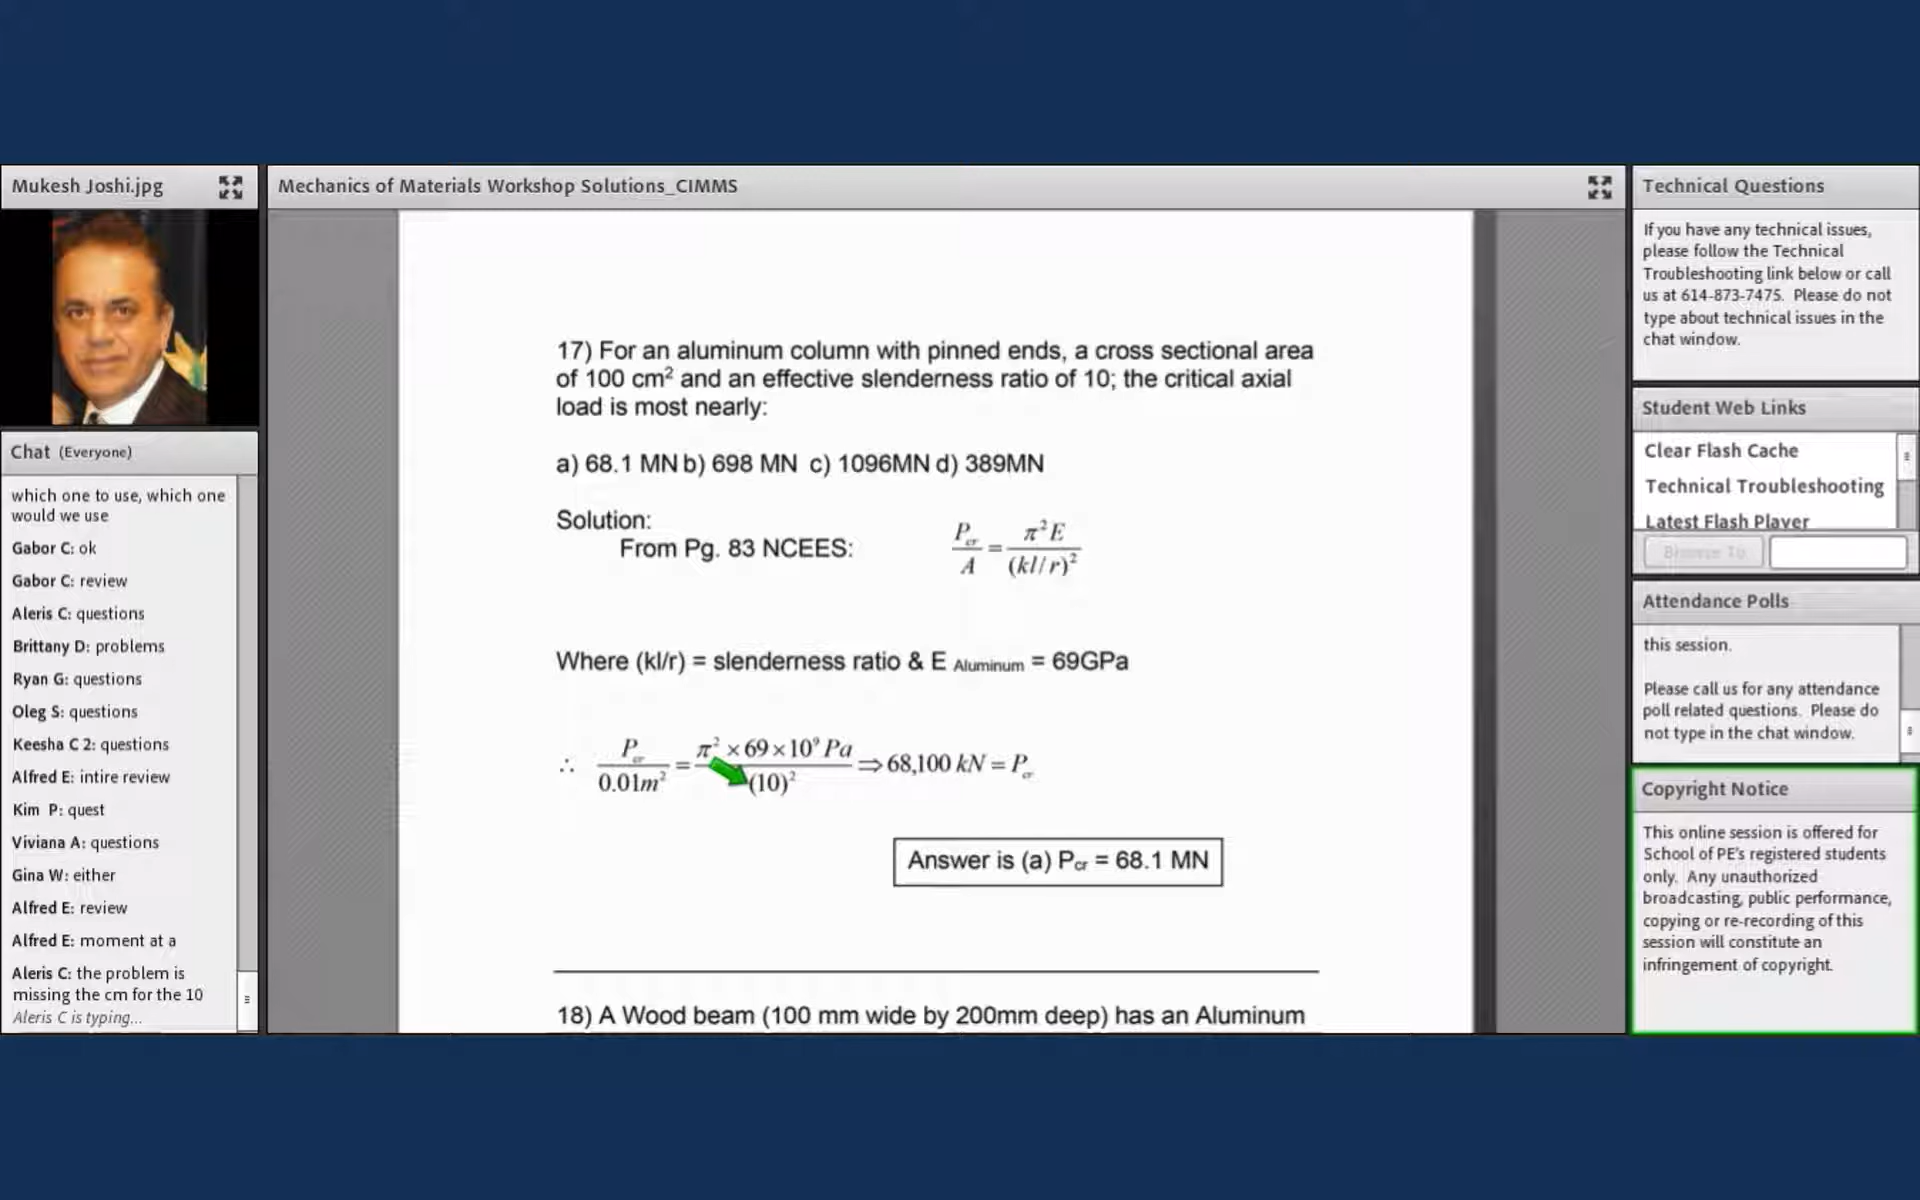 Mukesh Joshi.jpg
Chat (Everyone)
which one to use, which one
would we use
Gabor C: ok
Gabor C: review
Aleris C: questions
Brittany D: problems
Ryan G: questions
Oleg S: questions
Keesha C 2: questions
Alfred E: intire review
Kim P: quest
Viviana A: questions
Gina W: either
Alfred E: review
Alfred E: moment at a
Aleris C: the problem is
missing the cm for the 10
Aleris C is typing...
Mechanics of Materials Workshop Solutions_CIMMS
17) For an aluminum column with pinned ends, a cross sectional area
of 100 cm² and an effective slenderness ratio of 10; the critical axial
load is most nearly:
a) 68.1 MN b) 698 MN c) 1096MN d) 389MN
Solution:
From Pg. 83 NCEES: P_cr / A = π²E / (kl/r)²
Where (kl/r) = slenderness ratio & E Aluminum = 69GPa
∴ P_cr / 0.01m² = π² × 69 × 10⁹ Pa / (10)² ⇒ 68,100 kN = P_cr
Answer is (a) Pcr = 68.1 MN
18) A Wood beam (100 mm wide by 200mm deep) has an Aluminum
Technical Questions
If you have any technical issues,
please follow the Technical
Troubleshooting link below or call
us at 614-873-7475. Please do not
type about technical issues in the
chat window.
Student Web Links
Clear Flash Cache
Technical Troubleshooting
Latest Flash Player
Browse To
Attendance Polls
this session.
Please call us for any attendance
poll related questions. Please do
not type in the chat window.
Copyright Notice
This online session is offered for
School of PE's registered students
only. Any unauthorized
broadcasting, public performance,
copying or re-recording of this
session will constitute an
infringement of copyright.